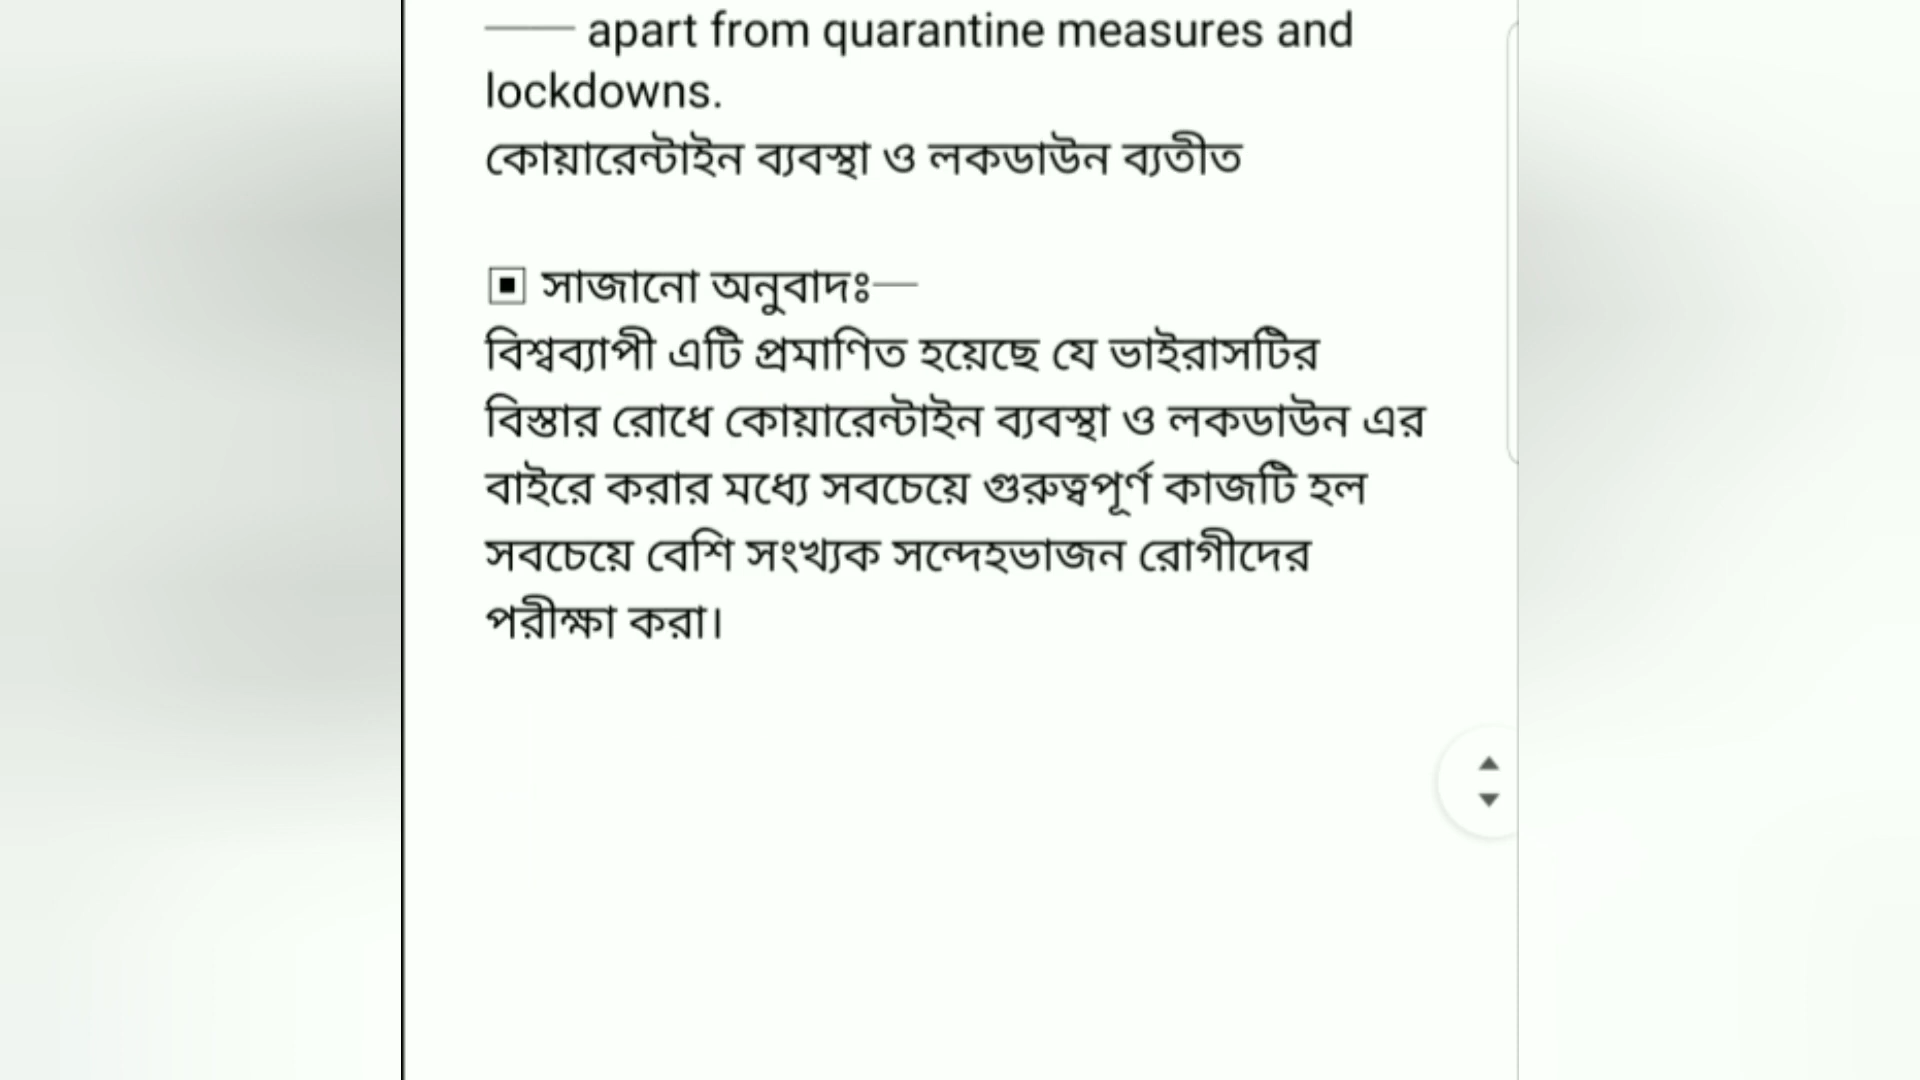 —— apart from quarantine measures and
lockdowns.
কোয়ারেন্টাইন ব্যবস্থা ও লকডাউন ব্যতীত
▣ সাজানো অনুবাদঃ—
বিশ্বব্যাপী এটি প্রমাণিত হয়েছে যে ভাইরাসটির
বিস্তার রোধে কোয়ারেন্টাইন ব্যবস্থা ও লকডাউন এর
বাইরে করার মধ্যে সবচেয়ে গুরুত্বপূর্ণ কাজটি হল
সবচেয়ে বেশি সংখ্যক সন্দেহভাজন রোগীদের
পরীক্ষা করা।